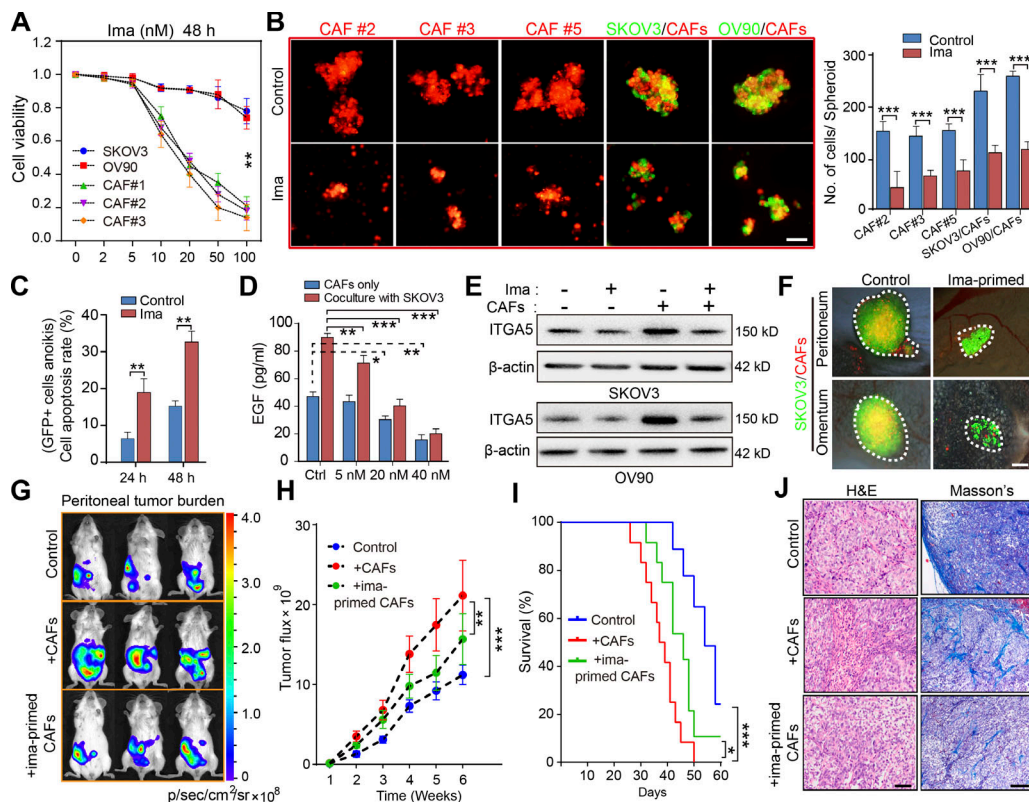 A
Ima (nM) 48 h
Cell viability
1.2
1.0
0.8
0.6
0.4
0.2
0.0
SKOV3
OV90
CAF#1
CAF#2
CAF#3
**
0 2 5 10 20 50 100
B
CAF #2 CAF #3 CAF #5 SKOV3/CAFs OV90/CAFs
Control
Ima
Control
Ima
No. of cells/ Spheroid
300
200
100
0
*** *** *** *** ***
CAF#2 CAF#3 CAF#5 SKOV3/CAFs OV90/CAFs
C
Control
Ima
(GFP+ cells anoikis)
Cell apoptosis rate (%)
40
30
20
10
0
** **
24 h 48 h
D
CAFs only
Coculture with SKOV3
EGF (pg/ml)
100
80
60
40
20
0
***
** ***
* **
Ctrl 5 nM 20 nM 40 nM
E
Ima : - + - +
CAFs: - - + +
ITGA5 150 kD
β-actin 42 kD
SKOV3
ITGA5 150 kD
β-actin 42 kD
OV90
F
Control Ima-primed
SKOV3/CAFs
Peritoneum
Omentum
G
Peritoneal tumor burden
Control
+CAFs
+ima-primed
CAFs
4.0
3.0
2.0
1.0
0
p/sec/cm²/sr×10⁸
H
Tumor flux × 10⁹
30
20
10
0
Control
+CAFs
+ima-
primed CAFs
** ***
1 2 3 4 5 6
Time (Weeks)
I
Survival (%)
100
80
60
40
20
0
Control
+CAFs
+ima-
primed CAFs
* ***
10 20 30 40 50 60
Days
J
H&E Masson's
Control
+CAFs
+ima-primed
CAFs